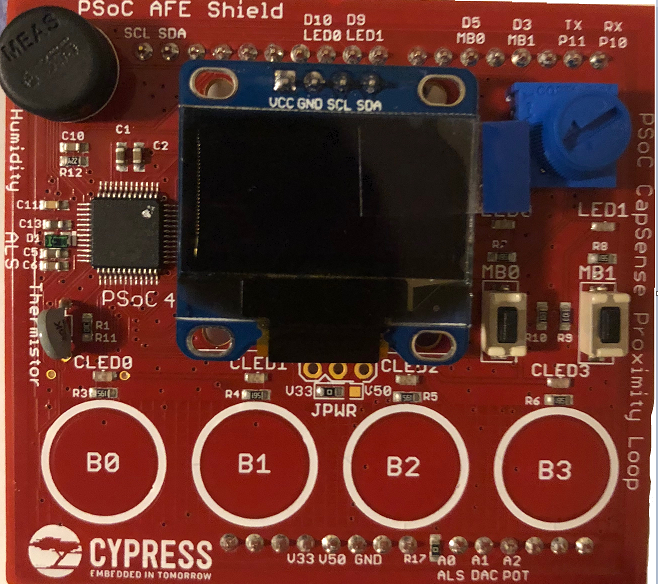 PSoC AFE Shield
MEAS
SCL SDA
D10 D9
LED0 LED1
D5 D3 TX RX
MB0 MB1 P11 P10
VCC GND SCL SDA
Humidity
ALS
Thermistor
C10
R12
C1
C2
C13
D1
C5
C6
PSoC 4
R1
R11
LED1
R8
MB0
MB1
R10 R9
PSoC CapSense Proximity Loop
CLED0
CLED1
CLED2
CLED3
R3
R4
V33
V50
JPWR
R5
R6
B0
B1
B2
B3
CYPRESS
EMBEDDED IN TOMORROW
V33 V50 GND
R17
A0 A1 A2
ALS DAC POT